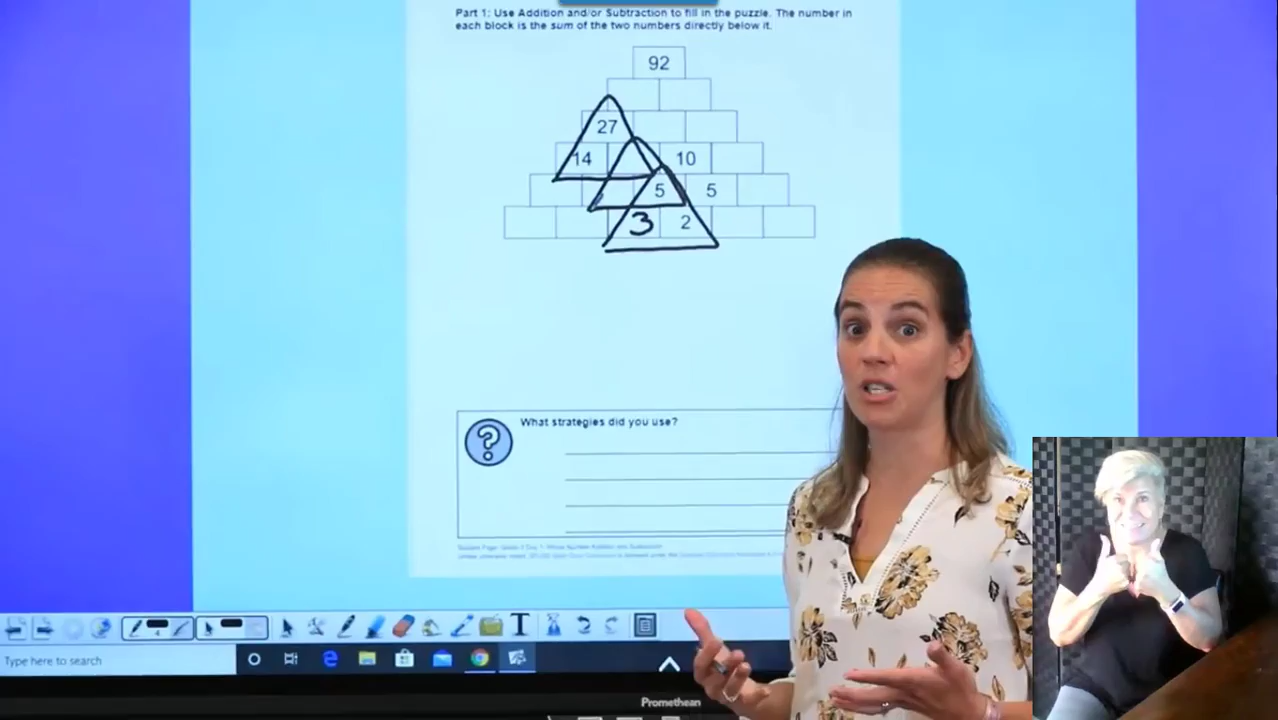 Part 1: Use Addition and/or Subtraction to fill in the puzzle. The number in
each block is the sum of the two numbers directly below it.
92
27
14 10
5 5
3 2
What strategies did you use?
T
Type here to search
Promethean